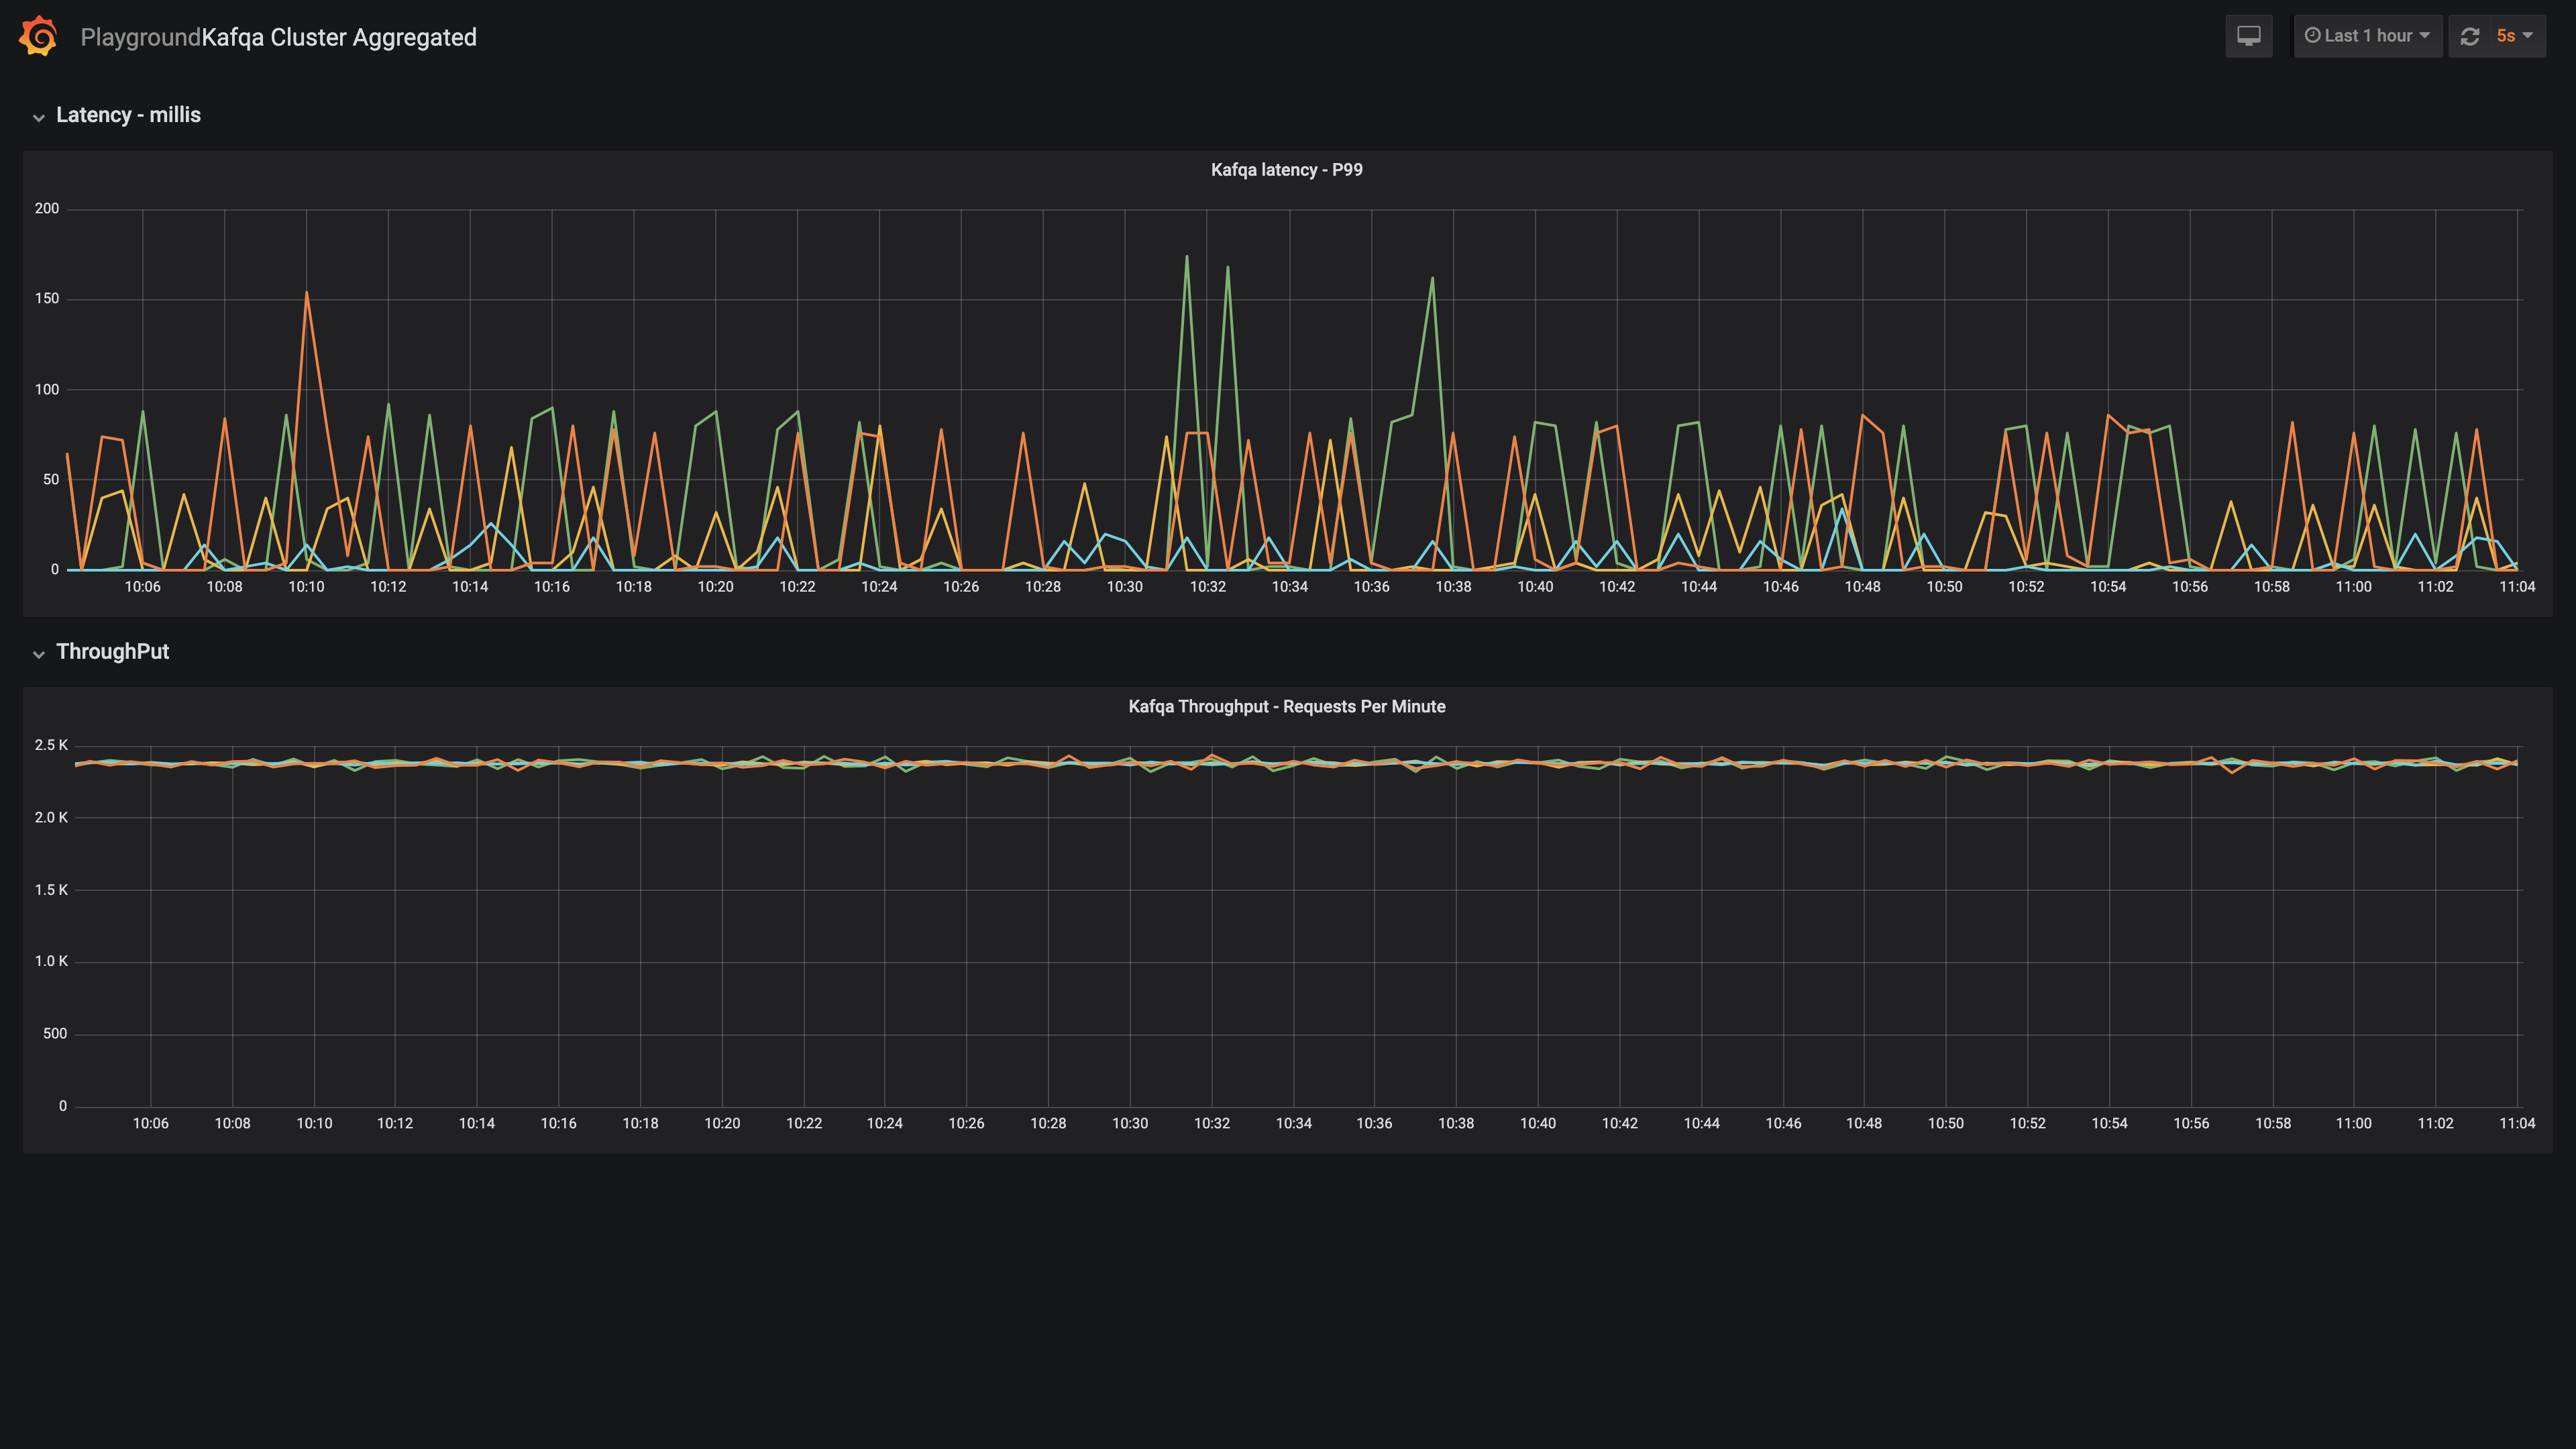 PlaygroundKafqa Cluster Aggregated
Last 1 hour
5s
Latency - millis
Kafqa latency - P99
200
150
100
50
0
10:06 10:08 10:10 10:12 10:14 10:16 10:18 10:20 10:22 10:24 10:26 10:28 10:30 10:32 10:34 10:36 10:38 10:40 10:42 10:44 10:46 10:48 10:50 10:52 10:54 10:56 10:58 11:00 11:02 11:04
ThroughPut
Kafqa Throughput - Requests Per Minute
2.5 K
2.0 K
1.5 K
1.0 K
500
0
10:06 10:08 10:10 10:12 10:14 10:16 10:18 10:20 10:22 10:24 10:26 10:28 10:30 10:32 10:34 10:36 10:38 10:40 10:42 10:44 10:46 10:48 10:50 10:52 10:54 10:56 10:58 11:00 11:02 11:04